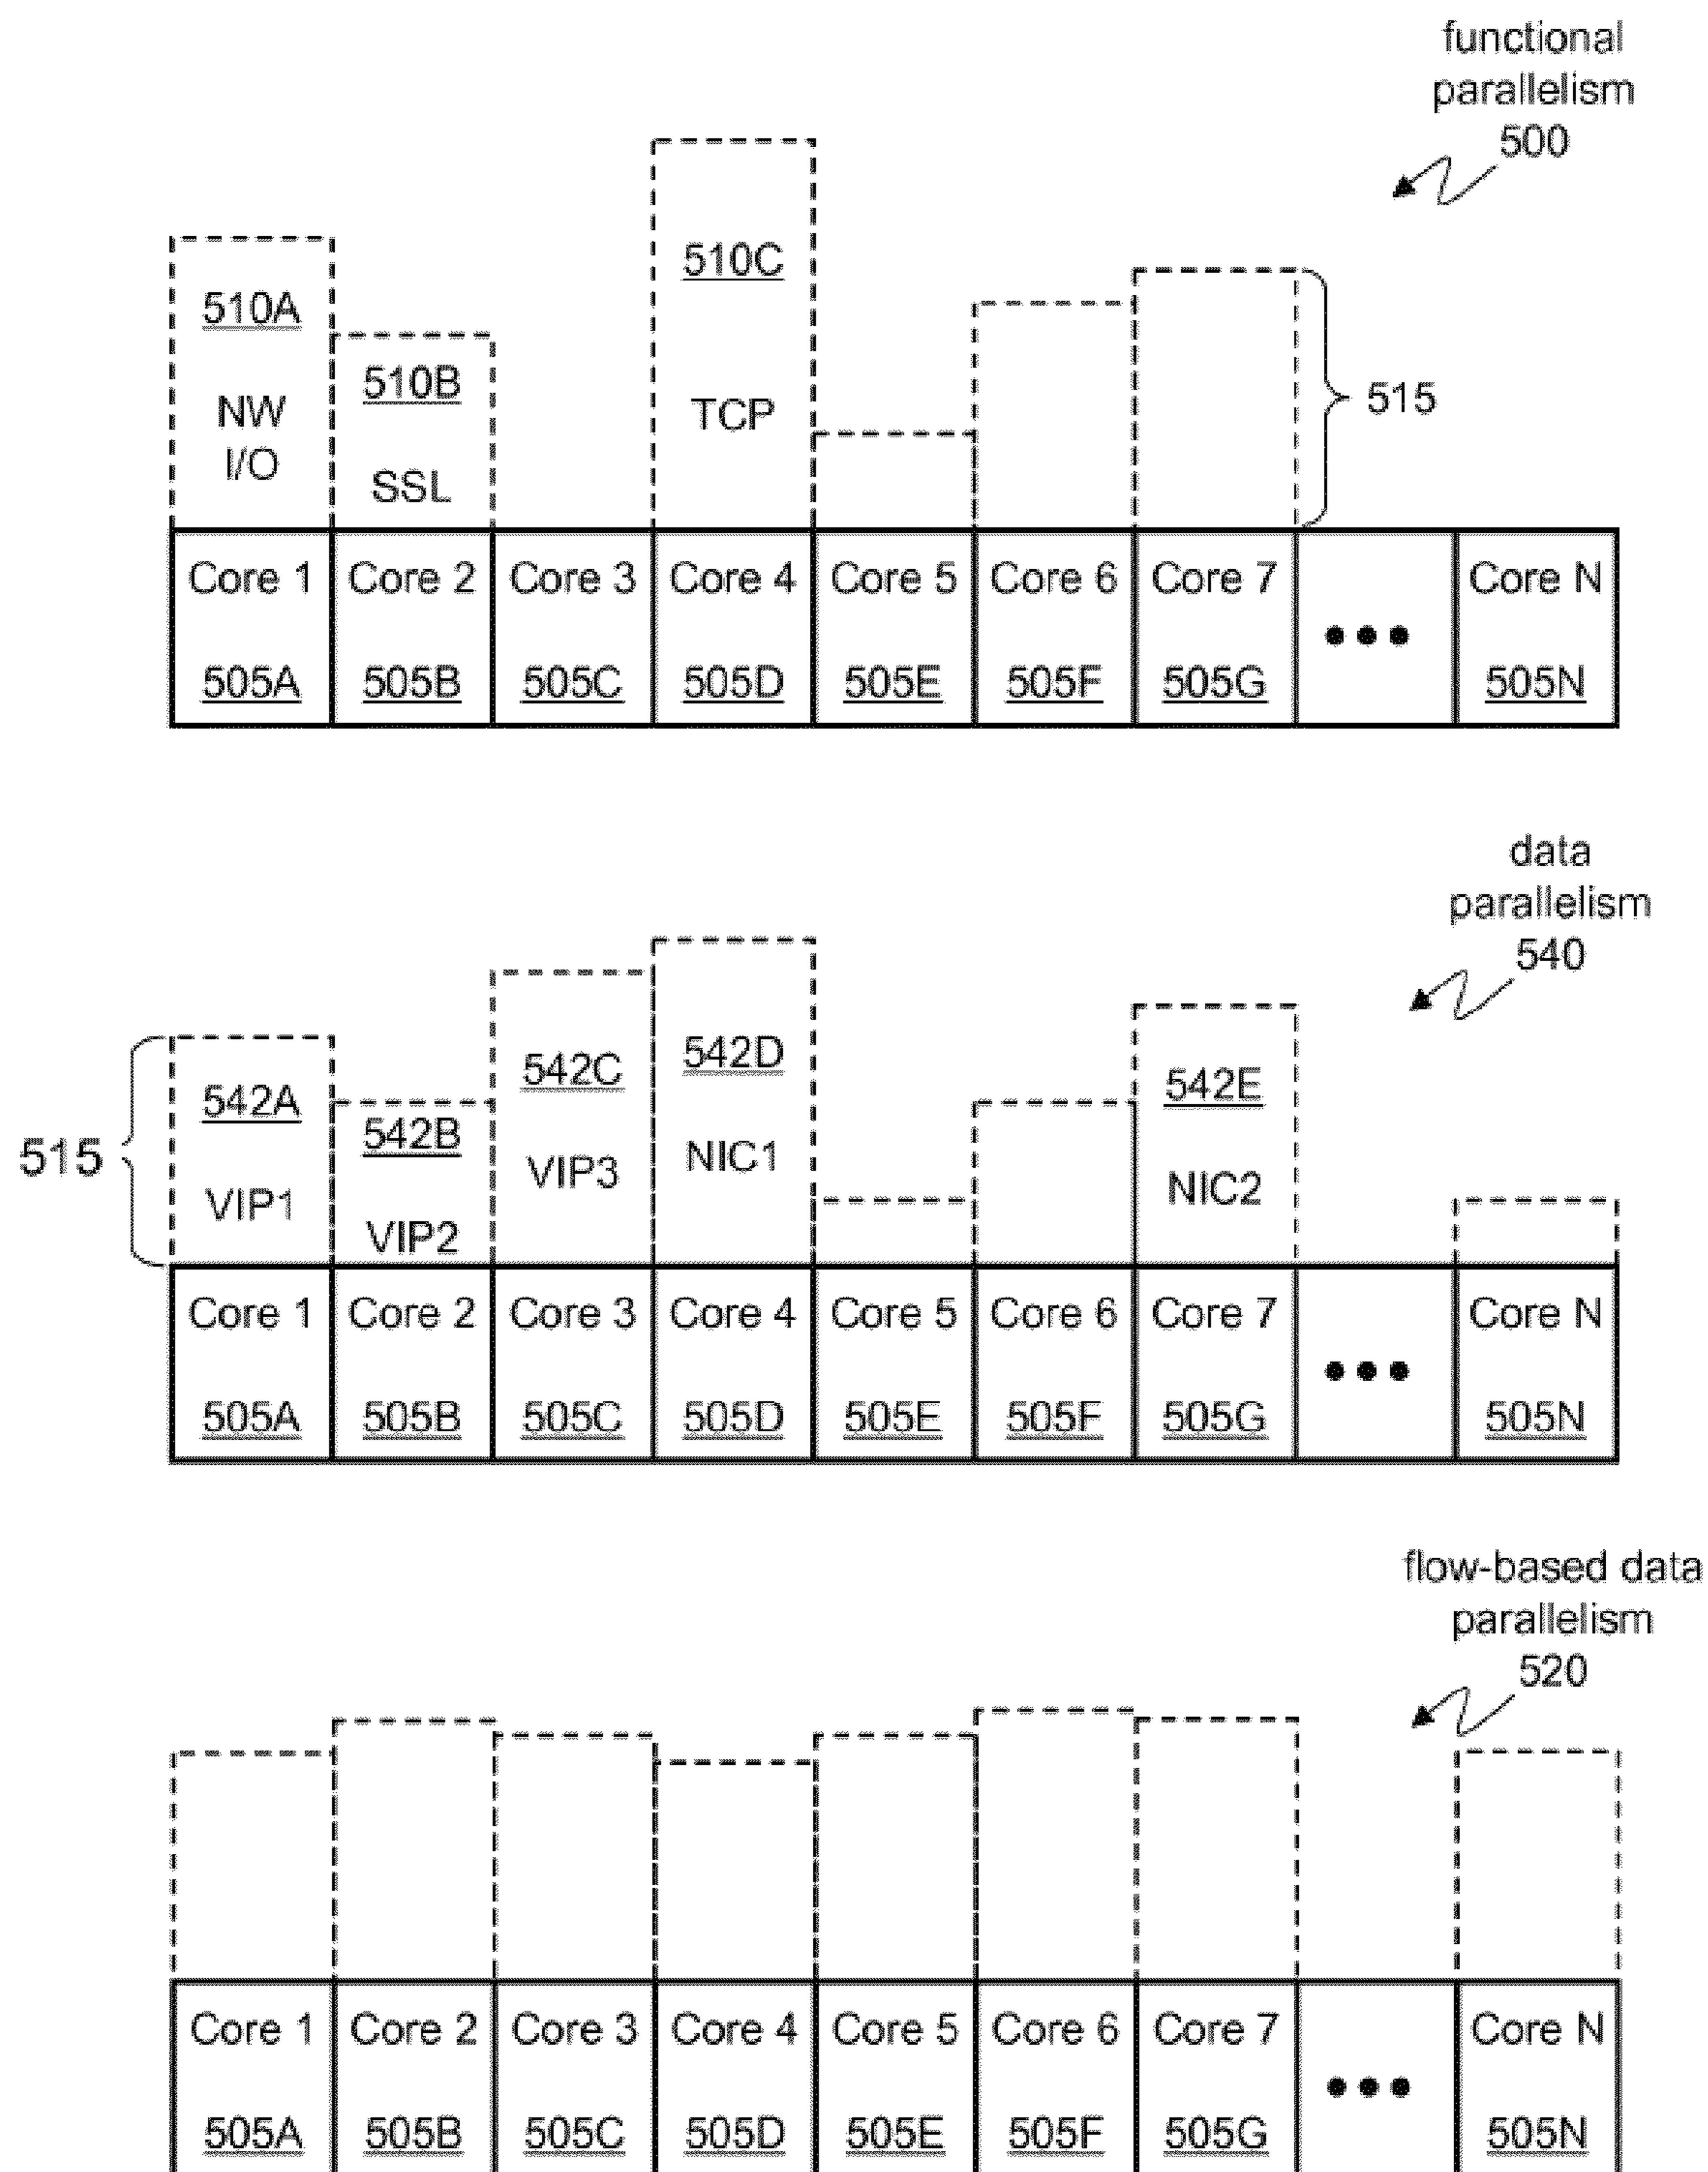 functional
parallelism
500
510A
NW
I/O
510B
SSL
510C
TCP
515
Core 1 Core 2 Core 3 Core 4 Core 5 Core 6 Core 7 ••• Core N
505A 505B 505C 505D 505E 505F 505G 505N
data
parallelism
540
515
542A
VIP1
542B
VIP2
542C
VIP3
542D
NIC1
542E
NIC2
Core 1 Core 2 Core 3 Core 4 Core 5 Core 6 Core 7 ••• Core N
505A 505B 505C 505D 505E 505F 505G 505N
flow-based data
parallelism
520
Core 1 Core 2 Core 3 Core 4 Core 5 Core 6 Core 7 ••• Core N
505A 505B 505C 505D 505E 505F 505G 505N